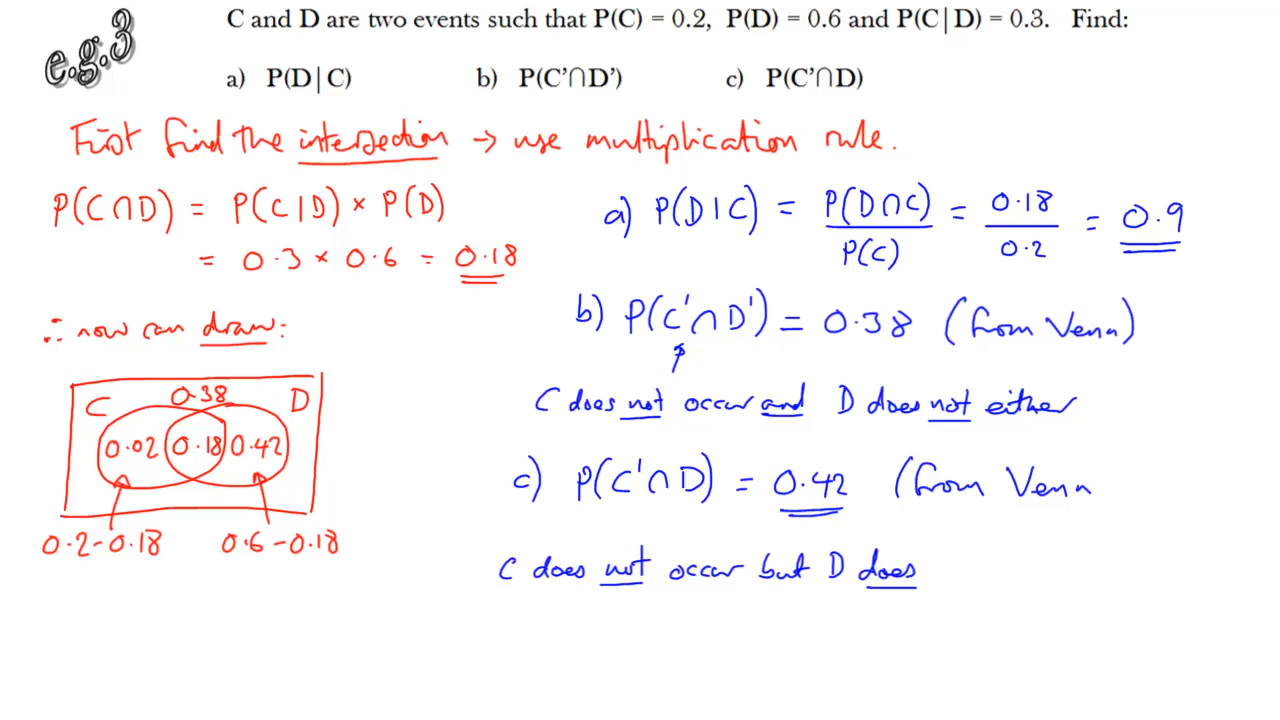 e.g.3
C and D are two events such that P(C) = 0.2, P(D) = 0.6 and P(C|D) = 0.3. Find:
a) P(D|C) b) P(C'∩D') c) P(C'∩D)
First find the intersection → use multiplication rule.
P(C∩D) = P(C|D) × P(D)
= 0.3 × 0.6 = 0.18
∴ now can draw:
0.38
C D
0.02 0.18 0.42
0.2-0.18 0.6-0.18
a) P(D|C) = P(D∩C)/P(C) = 0.18/0.2 = 0.9
b) P(C'∩D') = 0.38 (from Venn)
C does not occur and D does not either
c) P(C'∩D) = 0.42 (from Venn
C does not occur but D does